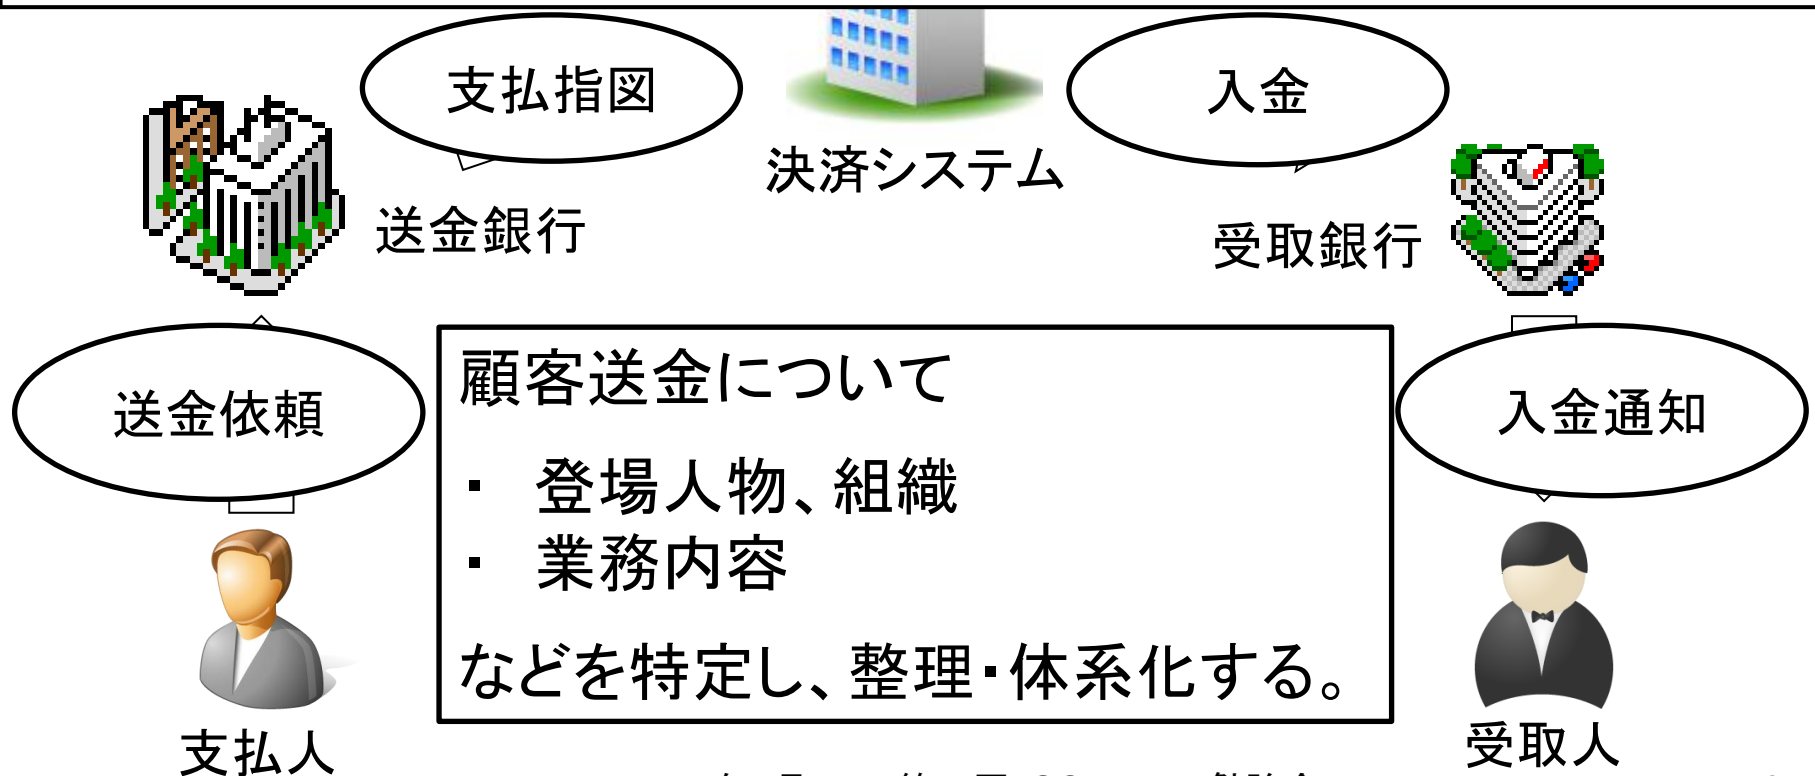 支払指図
入金
決済システム
送金銀行
受取銀行
送金依頼
顧客送金について
・ 登場人物、組織
・ 業務内容
などを特定し、整理・体系化する。
入金通知
支払人
受取人